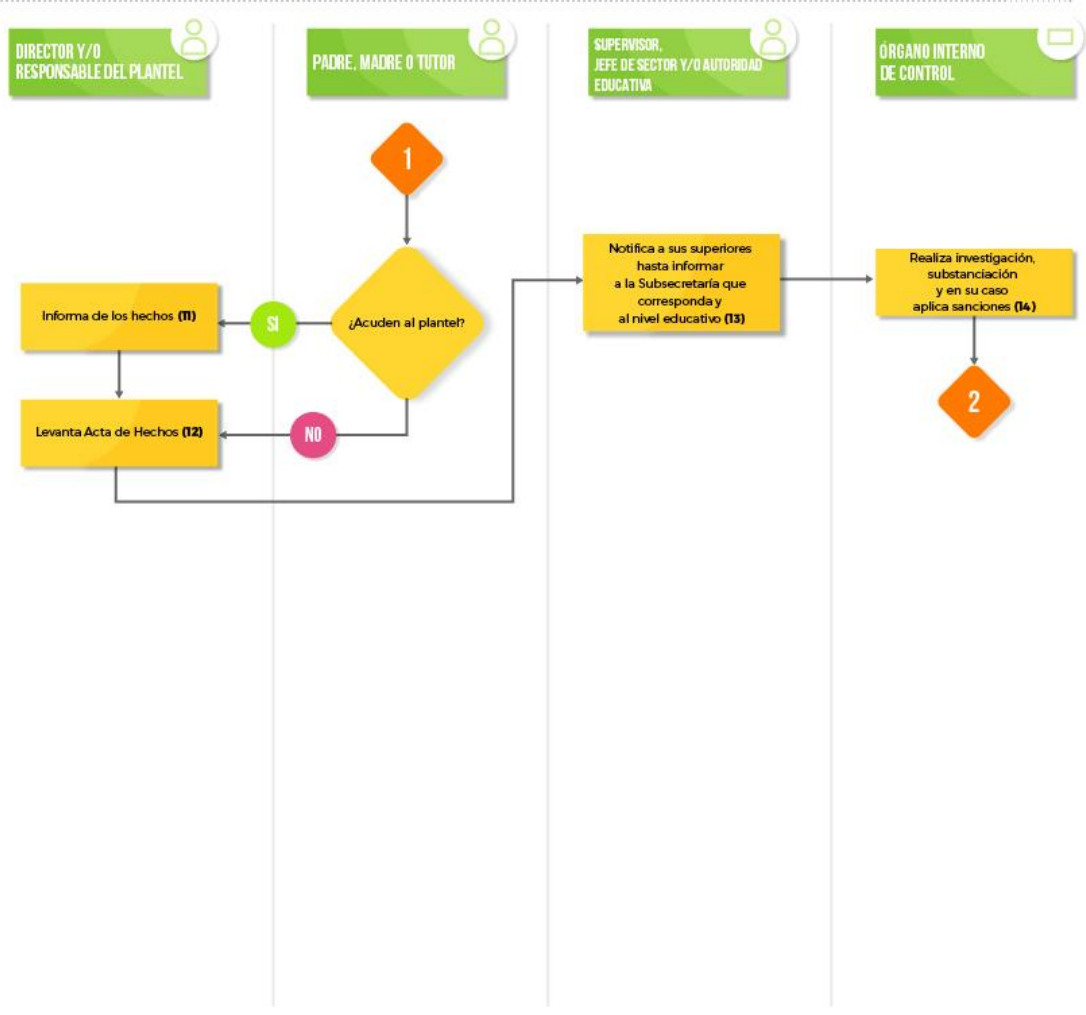 DIRECTOR Y/O
RESPONSABLE DEL PLANTEL
PADRE, MADRE O TUTOR
SUPERVISOR,
JEFE DE SECTOR Y/O AUTORIDAD
EDUCATIVA
ÓRGANO INTERNO
DE CONTROL
1
¿Acuden al plantel?
SI
Informa de los hechos (11)
NO
Levanta Acta de Hechos (12)
Notifica a sus superiores
hasta informar
a la Subsecretaría que
corresponda y
al nivel educativo (13)
Realiza investigación,
substanciación
y en su caso
aplica sanciones (14)
2